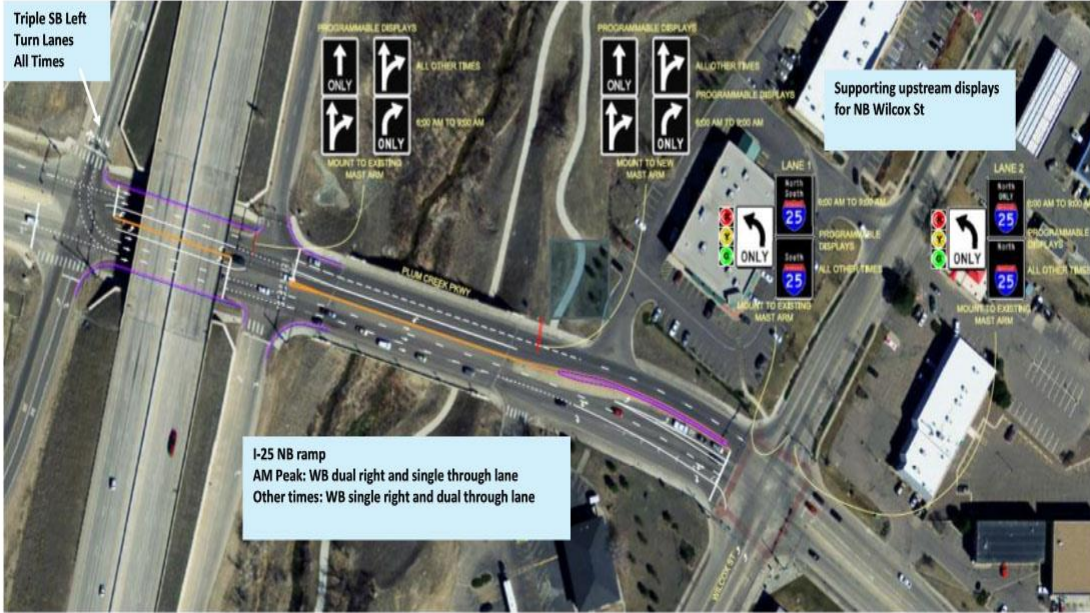 Triple SB Left
Turn Lanes
All Times
PROGRAMMABLE DISPLAYS
ONLY
ALL OTHER TIMES
6:00 AM TO 9:00 AM
ONLY
MOUNT TO EXISTING
MAST ARM
PROGRAMMABLE DISPLAYS
ONLY
ALL OTHER TIMES
PROGRAMMABLE DISPLAYS
6:00 AM TO 9:00 AM
ONLY
MOUNT TO NEW
MAST ARM
Supporting upstream displays
for NB Wilcox St
LANE 1
North
South
25
6:00 AM TO 9:00 AM
R
Y
G
ONLY
PROGRAMMABLE
DISPLAYS
South
25
ALL OTHER TIMES
MOUNT TO EXISTING
MAST ARM
LANE 2
North
ONLY
25
6:00 AM TO 9:00 AM
R
Y
G
ONLY
PROGRAMMABLE
DISPLAYS
North
25
ALL OTHER TIMES
MOUNT TO EXISTING
MAST ARM
PLUM CREEK PKWY
I-25 NB ramp
AM Peak: WB dual right and single through lane
Other times: WB single right and dual through lane
WILCOX ST